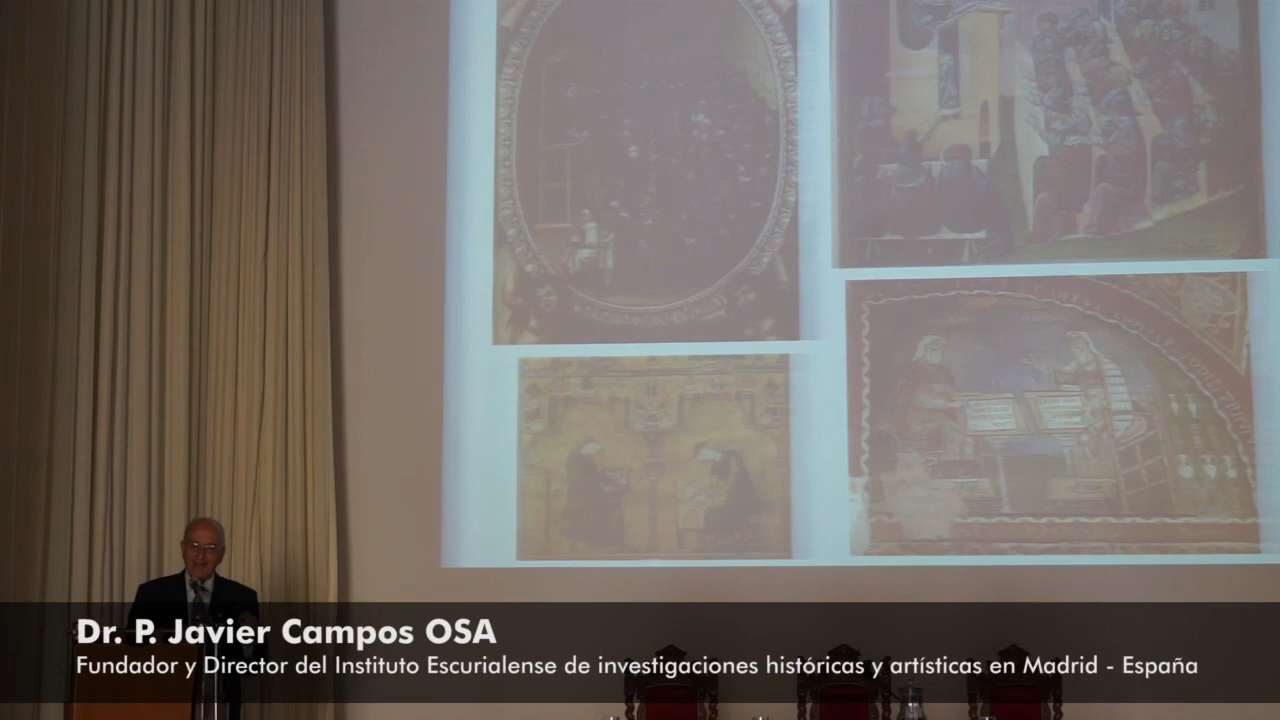 Dr. P. Javier Campos OSA
Fundador y Director del Instituto Escurialense de investigaciones históricas y artísticas en Madrid - España